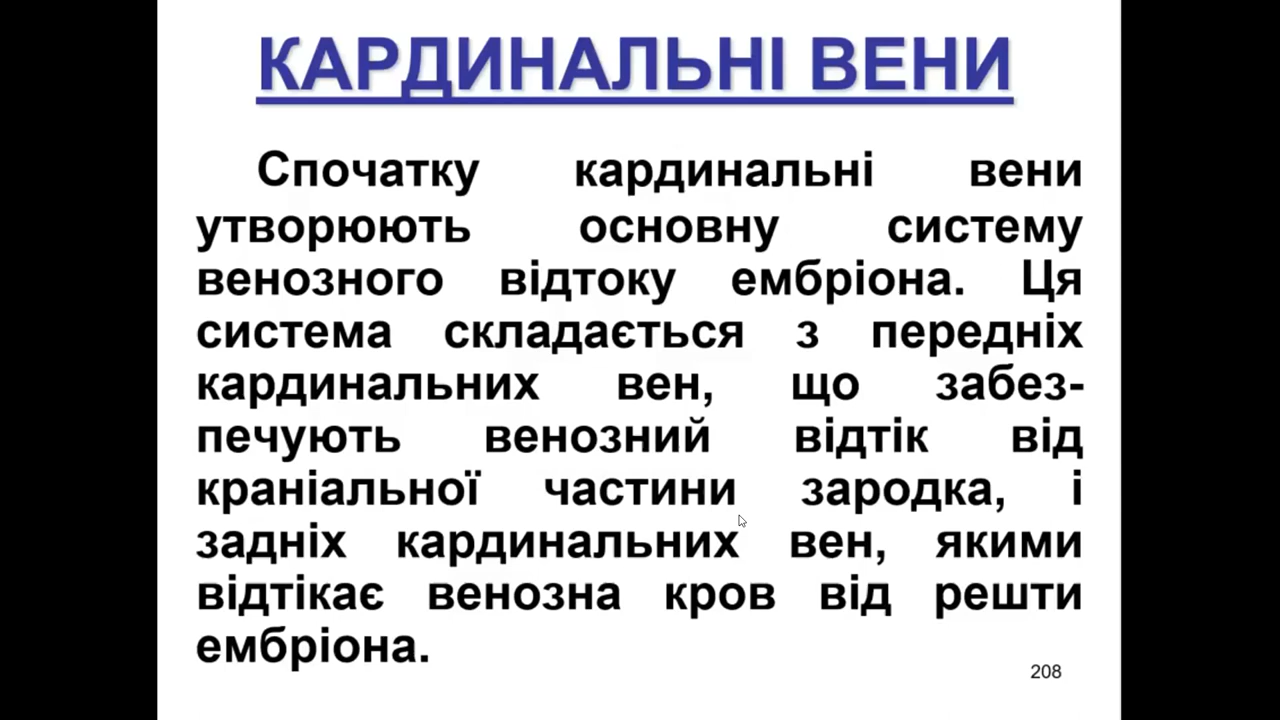 КАРДИНАЛЬНІ ВЕНИ
Спочатку кардинальні вени
утворюють основну систему
венозного відтоку ембріона. Ця
система складається з передніх
кардинальних вен, що забез-
печують венозний відтік від
краніальної частини зародка, і
задніх кардинальних вен, якими
відтікає венозна кров від решти
ембріона.
208